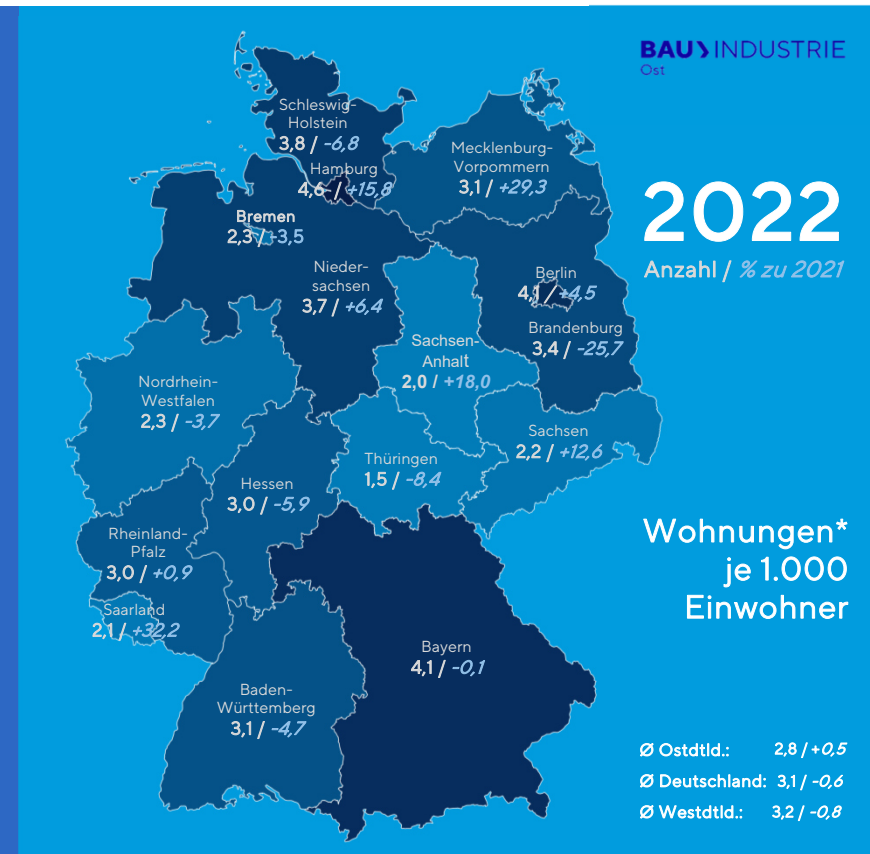 BAU INDUSTRIE
Ost
2022
Anzahl / % zu 2021
Schleswig-
Holstein
3,8 / -6,8
Hamburg
4,6 / +15,8
Mecklenburg-
Vorpommern
3,1 / +29,3
Bremen
2,3 / -3,5
Nieder-
sachsen
3,7 / +6,4
Berlin
4,1 / +4,5
Brandenburg
3,4 / -25,7
Sachsen-
Anhalt
2,0 / +18,0
Nordrhein-
Westfalen
2,3 / -3,7
Sachsen
2,2 / +12,6
Thüringen
1,5 / -8,4
Hessen
3,0 / -5,9
Rheinland-
Pfalz
3,0 / +0,9
Saarland
2,1 / +32,2
Bayern
4,1 / -0,1
Baden-
Württemberg
3,1 / -4,7
Wohnungen*
je 1.000
Einwohner
Ø Ostdtld.: 2,8 / +0,5
Ø Deutschland: 3,1 / -0,6
Ø Westdtld.: 3,2 / -0,8